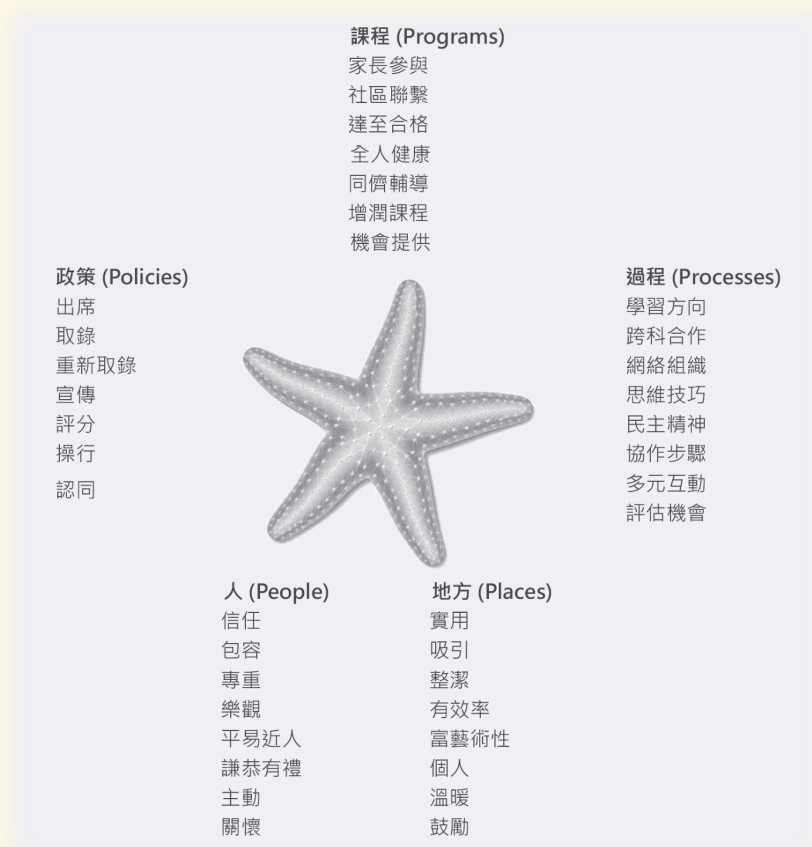 課程 (Programs)
家長參與
社區聯繫
達至合格
全人健康
同儕輔導
增潤課程
機會提供
政策 (Policies)
出席
取錄
重新取錄
宣傳
評分
操行
認同
過程 (Processes)
學習方向
跨科合作
網絡組織
思維技巧
民主精神
協作步驟
多元互動
評估機會
人 (People)
信任
包容
專重
樂觀
平易近人
謙恭有禮
主動
關懷
地方 (Places)
實用
吸引
整潔
有效率
富藝術性
個人
溫暖
鼓勵